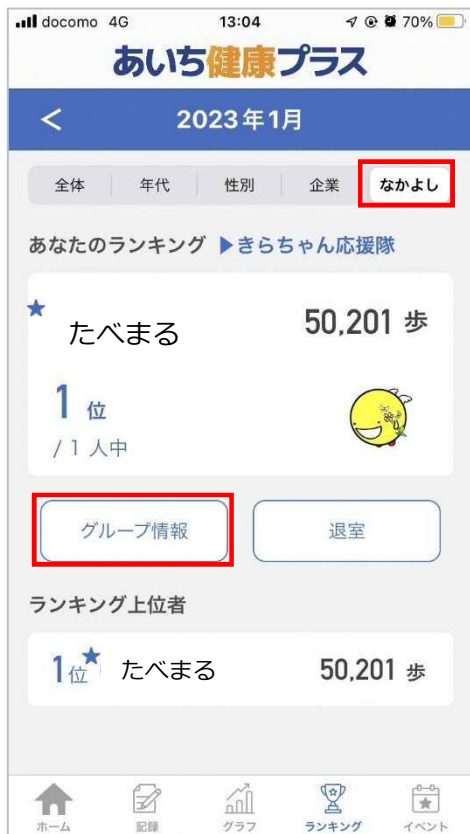 docomo 4G 13:04 70%
あいち健康プラス
< 2023年1月
全体 年代 性別 企業 なかよし
あなたのランキング ▶きらちゃん応援隊
★ たべまる 50,201 歩
1 位
/ 1 人中
グループ情報 退室
ランキング上位者
1位★ たべまる 50,201 歩
ホーム 記録 グラフ ランキング イベント